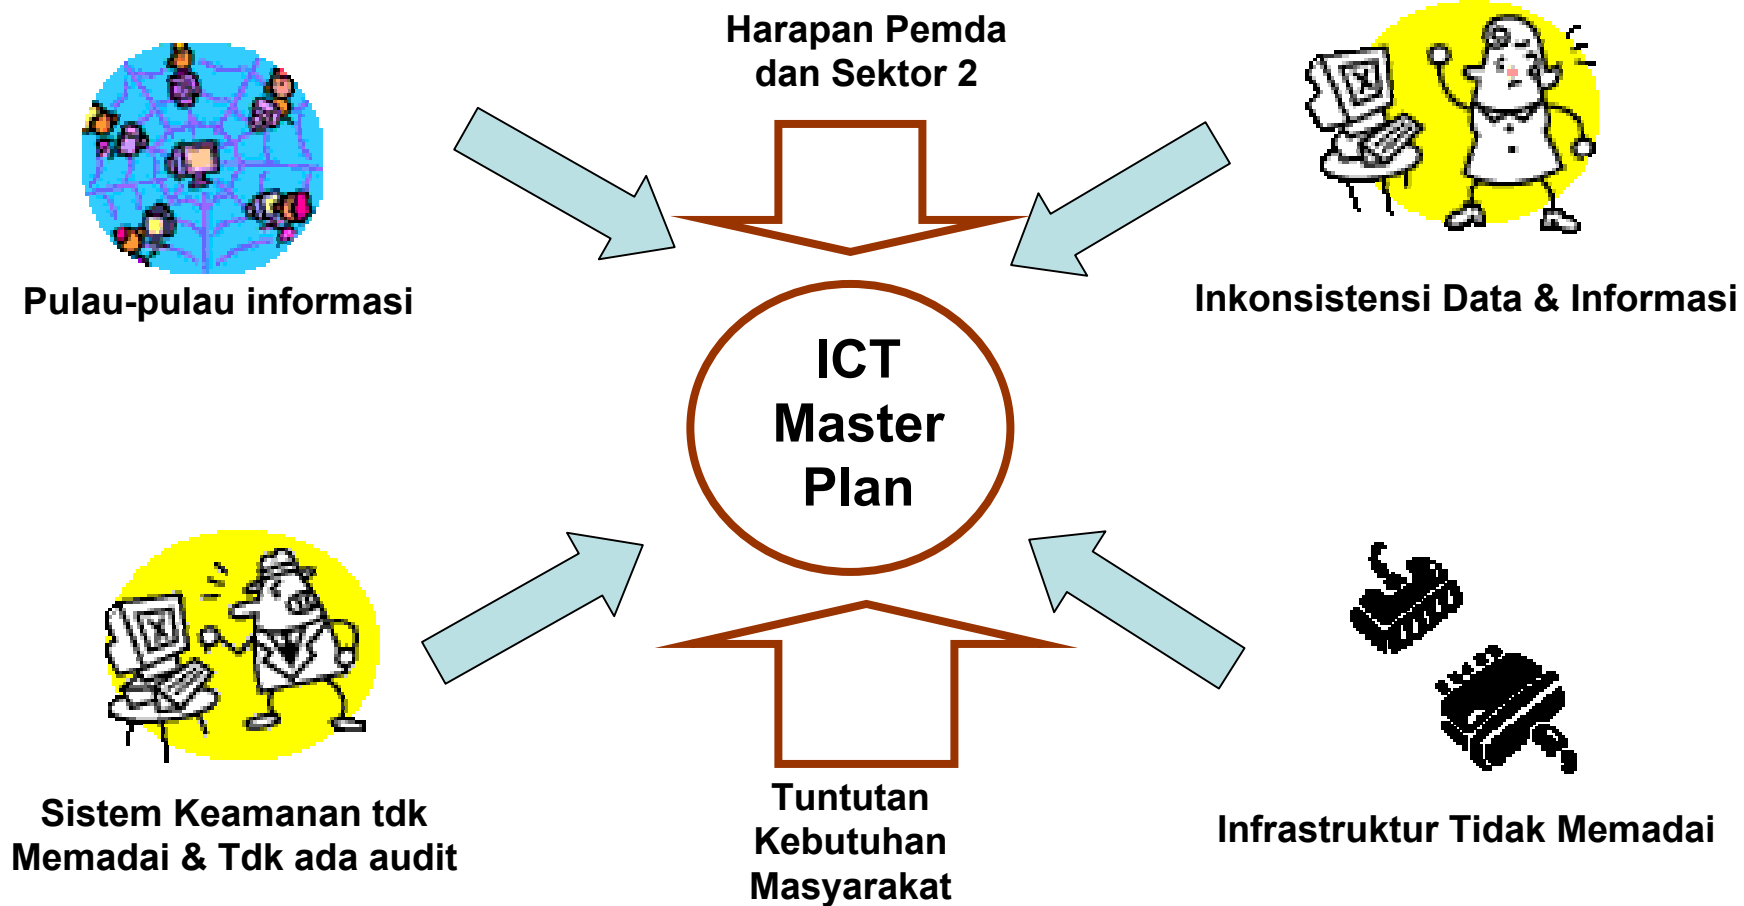 Harapan Pemda
dan Sektor 2
Pulau-pulau informasi
Inkonsistensi Data & Informasi
ICT
Master
Plan
Sistem Keamanan tdk
Memadai & Tdk ada audit
Tuntutan
Kebutuhan
Masyarakat
Infrastruktur Tidak Memadai